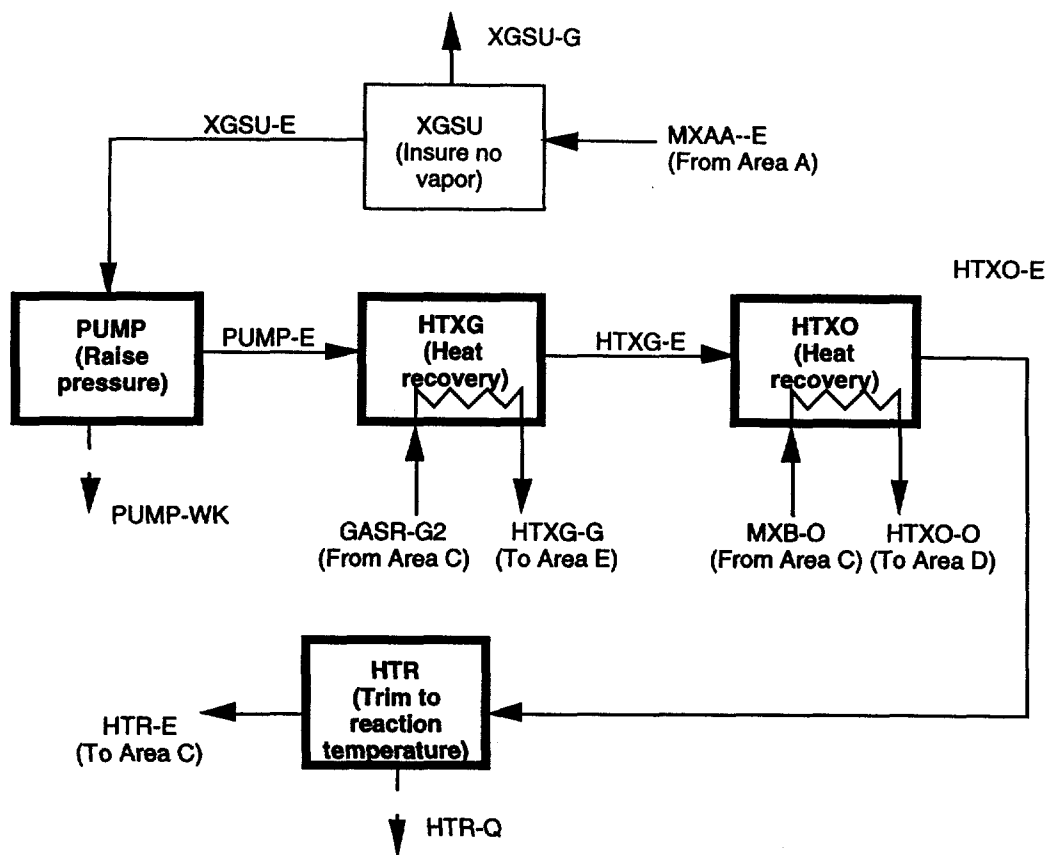 XGSU-G
XGSU-E
XGSU
(Insure no
vapor)
MXAA--E
(From Area A)
HTXO-E
PUMP
(Raise
pressure)
PUMP-E
HTXG
(Heat
recovery)
HTXG-E
HTXO
(Heat
recovery)
PUMP-WK
GASR-G2
(From Area C)
HTXG-G
(To Area E)
MXB-O
(From Area C)
HTXO-O
(To Area D)
HTR
(Trim to
reaction
temperature)
HTR-E
(To Area C)
HTR-Q